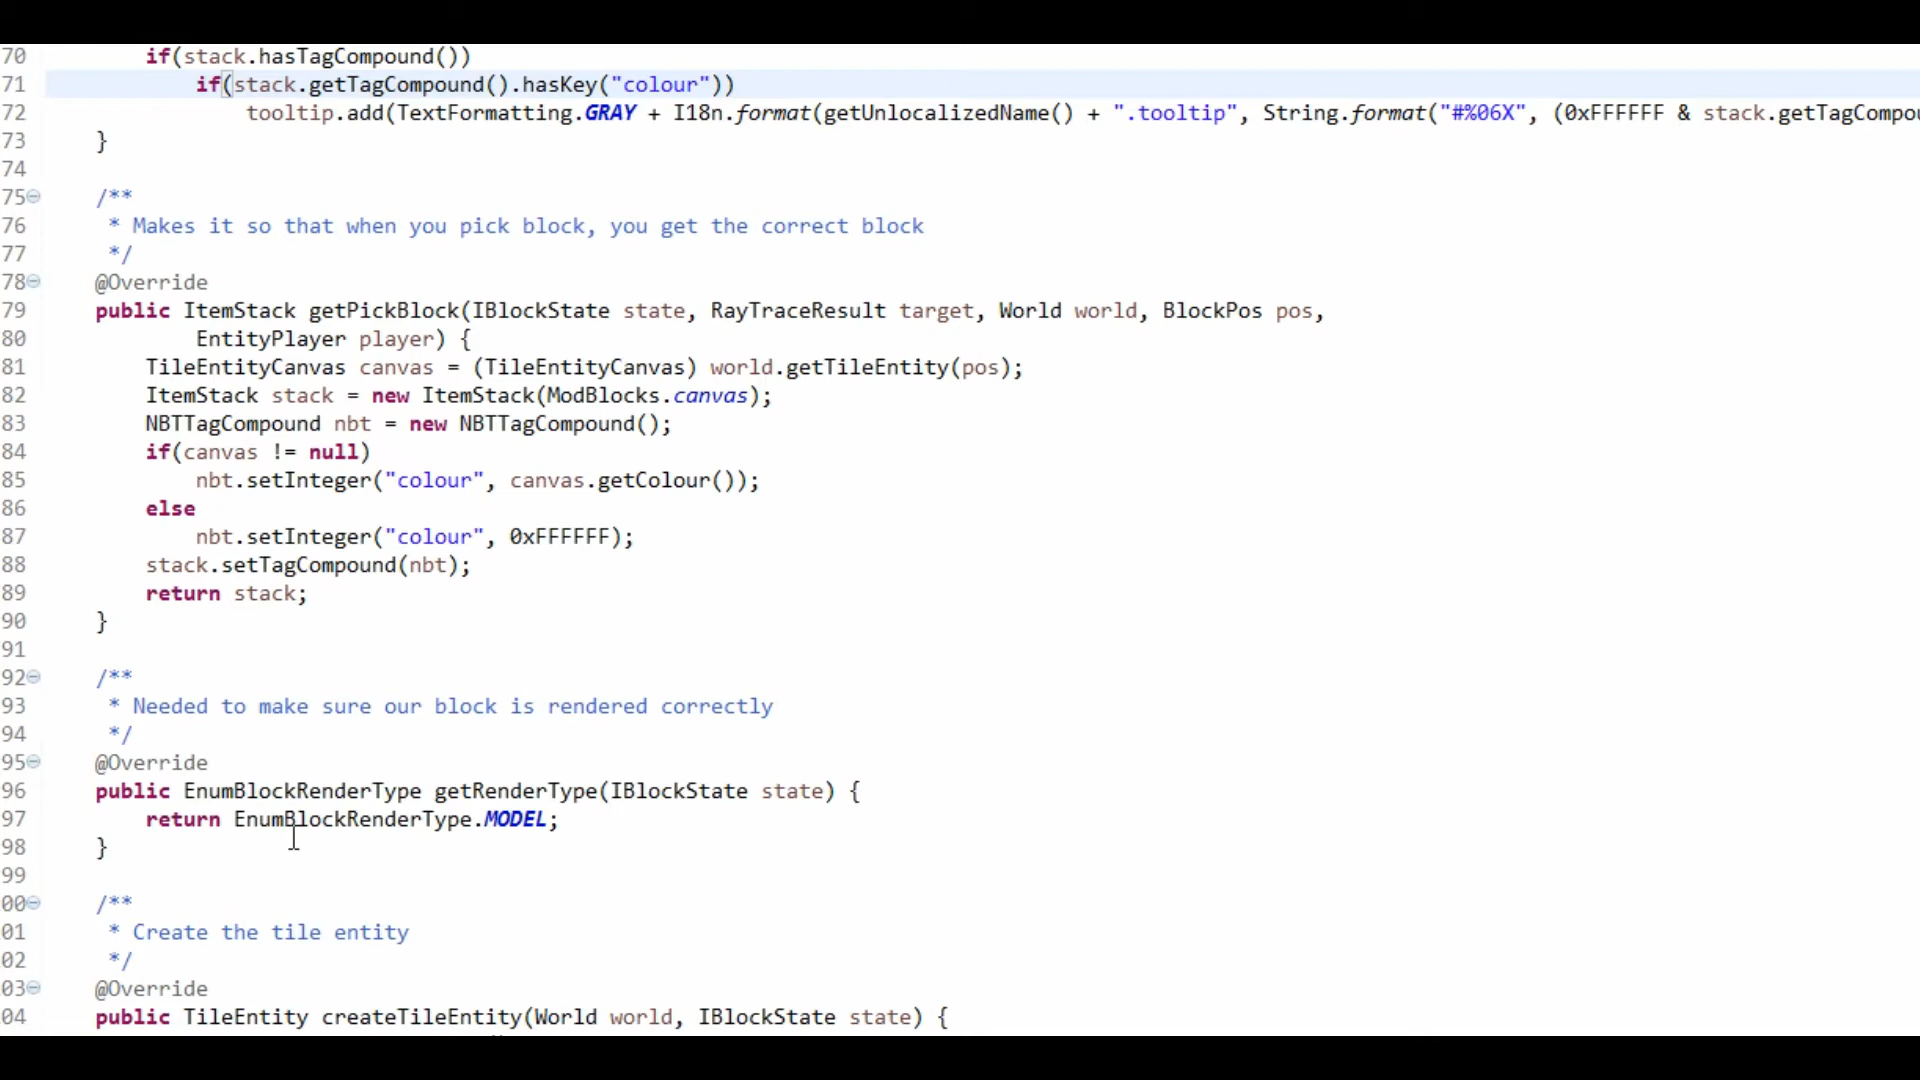 70 if(stack.hasTagCompound())
71 if(stack.getTagCompound().hasKey("colour"))
72 tooltip.add(TextFormatting.GRAY + I18n.format(getUnlocalizedName() + ".tooltip", String.format("#%06X", (0xFFFFFF & stack.getTagCompou
73 }
74
75 /**
76 * Makes it so that when you pick block, you get the correct block
77 */
78 @Override
79 public ItemStack getPickBlock(IBlockState state, RayTraceResult target, World world, BlockPos pos,
80 EntityPlayer player) {
81 TileEntityCanvas canvas = (TileEntityCanvas) world.getTileEntity(pos);
82 ItemStack stack = new ItemStack(ModBlocks.canvas);
83 NBTTagCompound nbt = new NBTTagCompound();
84 if(canvas != null)
85 nbt.setInteger("colour", canvas.getColour());
86 else
87 nbt.setInteger("colour", 0xFFFFFF);
88 stack.setTagCompound(nbt);
89 return stack;
90 }
91
92 /**
93 * Needed to make sure our block is rendered correctly
94 */
95 @Override
96 public EnumBlockRenderType getRenderType(IBlockState state) {
97 return EnumBlockRenderType.MODEL;
98 }
99
00 /**
01 * Create the tile entity
02 */
03 @Override
04 public TileEntity createTileEntity(World world, IBlockState state) {